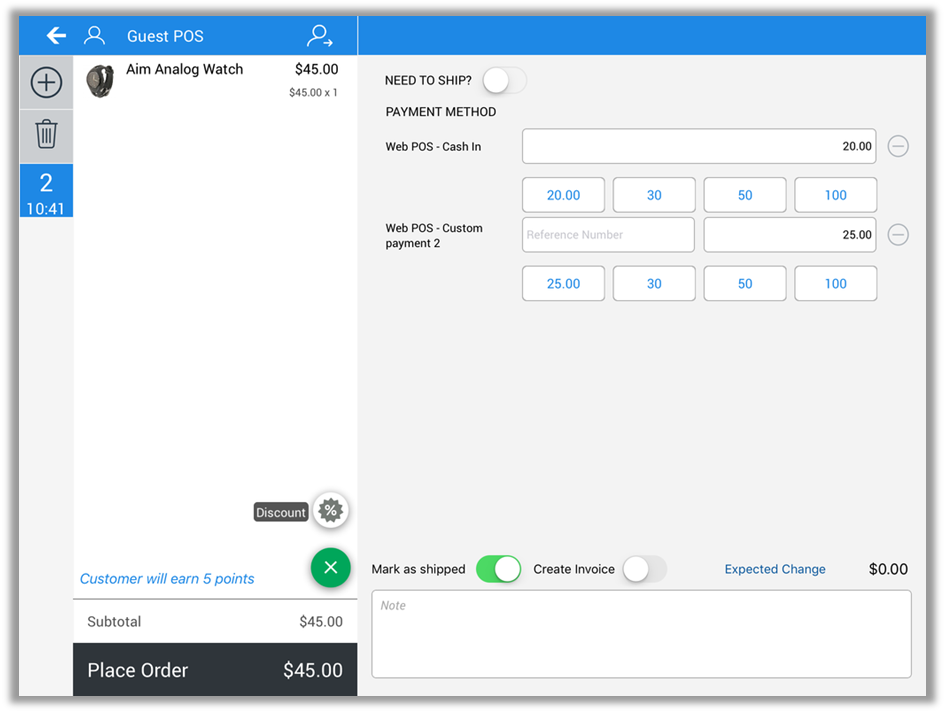 Guest POS
2
10:41
Aim Analog Watch $45.00
$45.00 x 1
Discount %
Customer will earn 5 points
Subtotal $45.00
Place Order $45.00
NEED TO SHIP?
PAYMENT METHOD
Web POS - Cash In 20.00
20.00 30 50 100
Web POS - Custom
payment 2
Reference Number 25.00
25.00 30 50 100
Mark as shipped Create Invoice Expected Change $0.00
Note